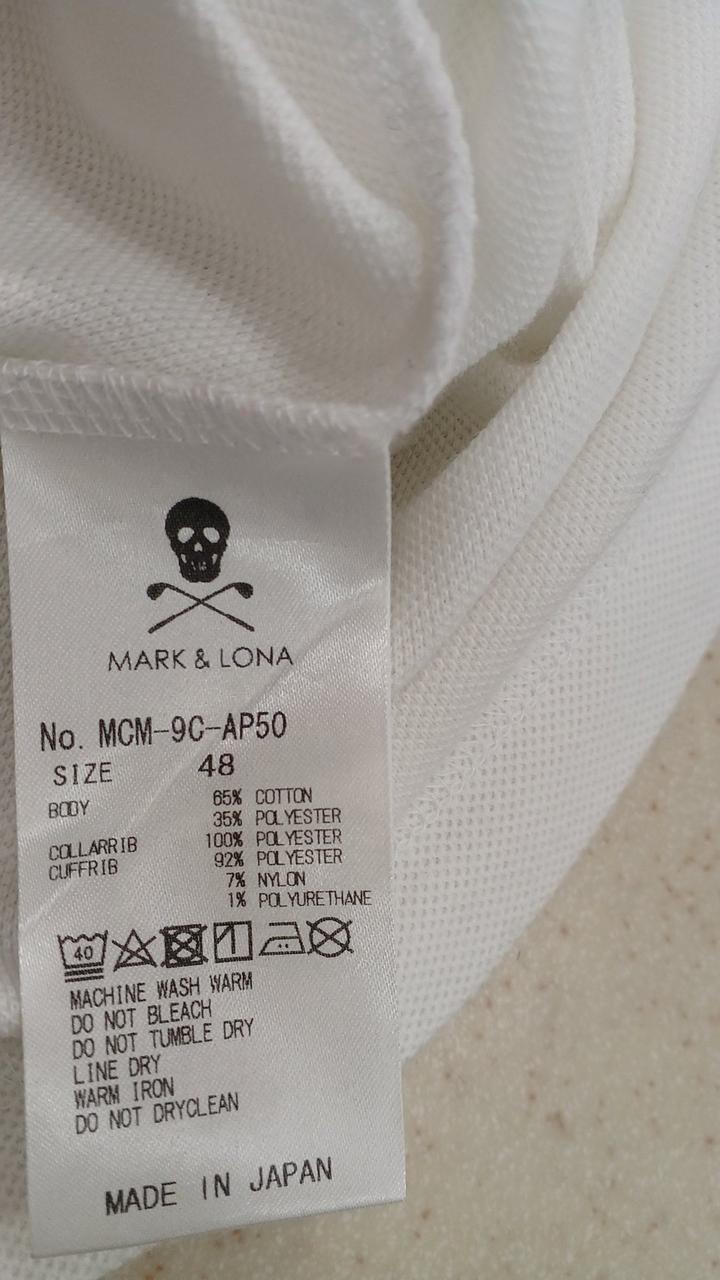 MARK & LONA
No. MCM-9C-AP50
SIZE 48
BODY 65% COTTON
35% POLYESTER
COLLARRIB 100% POLYESTER
CUFFRIB 92% POLYESTER
7% NYLON
1% POLYURETHANE
40
MACHINE WASH WARM
DO NOT BLEACH
DO NOT TUMBLE DRY
LINE DRY
WARM IRON
DO NOT DRYCLEAN
MADE IN JAPAN